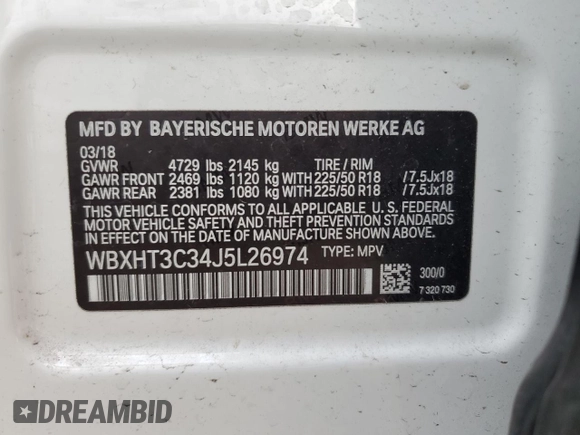 MFD BY BAYERISCHE MOTOREN WERKE AG
03/18
GVWR 4729 lbs 2145 kg TIRE / RIM
GAWR FRONT 2469 lbs 1120 kg WITH 225/50 R18 /7.5Jx18
GAWR REAR 2381 lbs 1080 kg WITH 225/50 R18 /7.5Jx18
THIS VEHICLE CONFORMS TO ALL APPLICABLE U. S. FEDERAL
MOTOR VEHICLE SAFETY AND THEFT PREVENTION STANDARDS
IN EFFECT ON THE DATE OF MANUFACTURE SHOWN ABOVE.
WBXHT3C34J5L26974 TYPE: MPV
300/0
7 320 730
DREAMBID